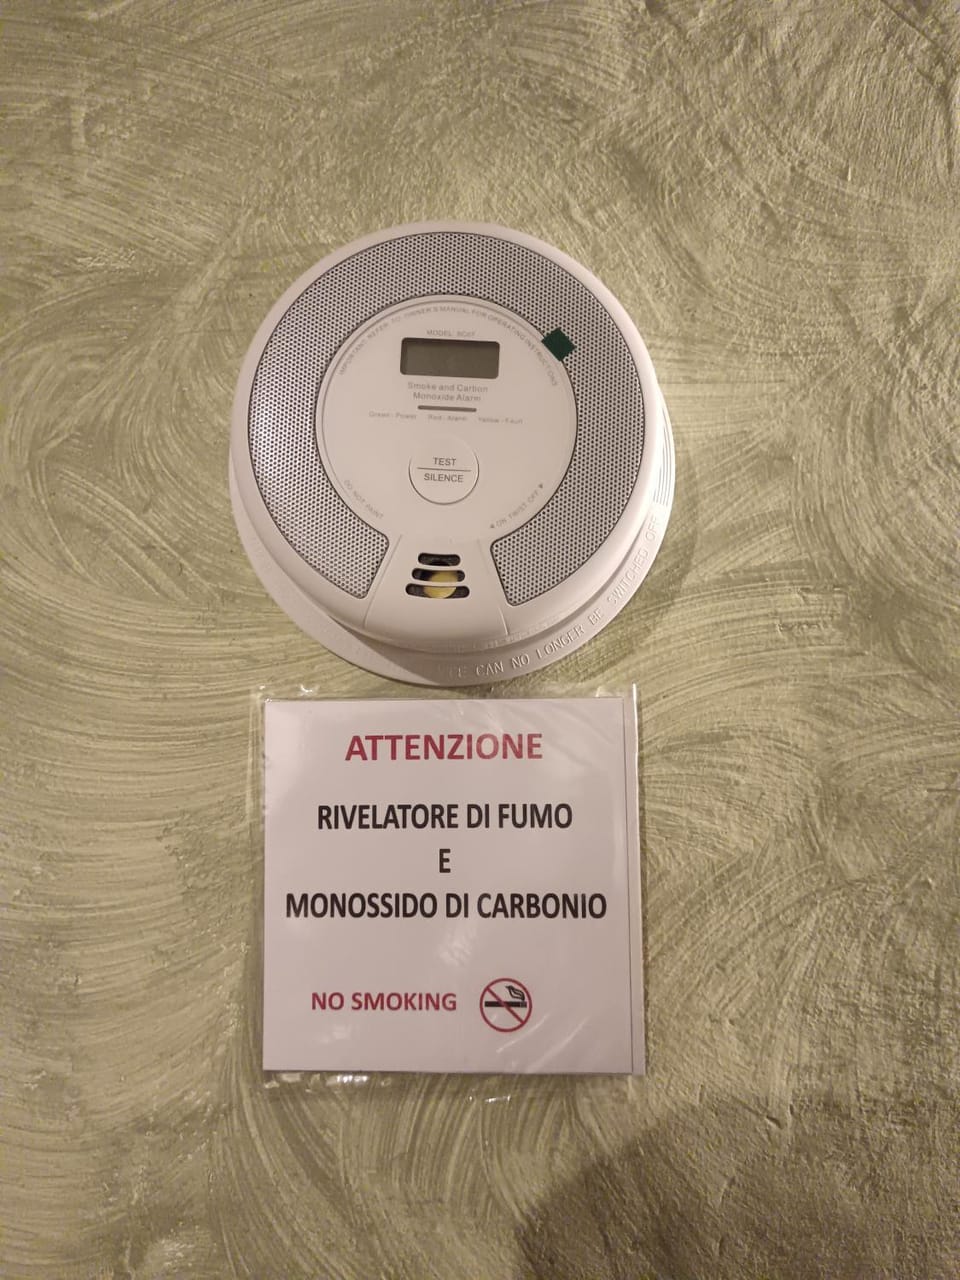 IMPORTANT: REFER TO OWNER'S MANUAL FOR OPERATING INSTRUCTIONS
MODEL: SC07
Smoke and Carbon
Monoxide Alarm
Green - Power Red - Alarm Yellow - Fault
TEST
SILENCE
DO NOT PAINT
ON TWIST OFF
CAN NO LONGER BE SWITCHED OFF
ATTENZIONE
RIVELATORE DI FUMO
E
MONOSSIDO DI CARBONIO
NO SMOKING